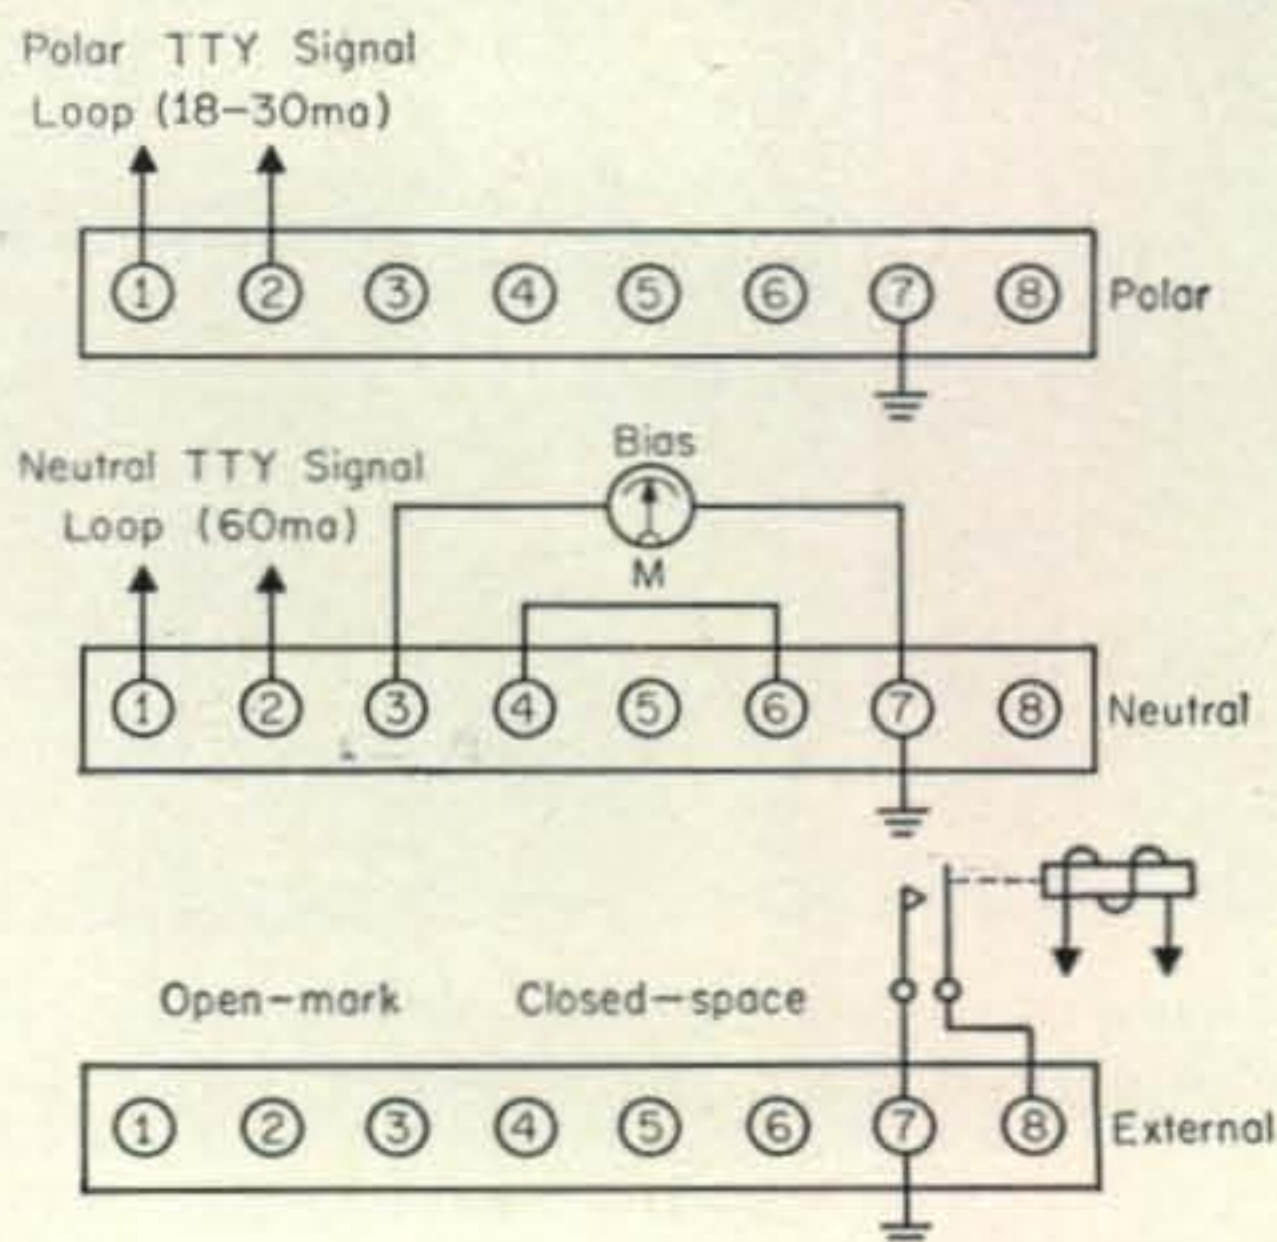 Polar TTY Signal
Loop (18-30ma)
1 2 3 4 5 6 7 8 Polar
Bias
Neutral TTY Signal
Loop (60ma)
M
1 2 3 4 5 6 7 8 Neutral
Open-mark Closed-space
1 2 3 4 5 6 7 8 External